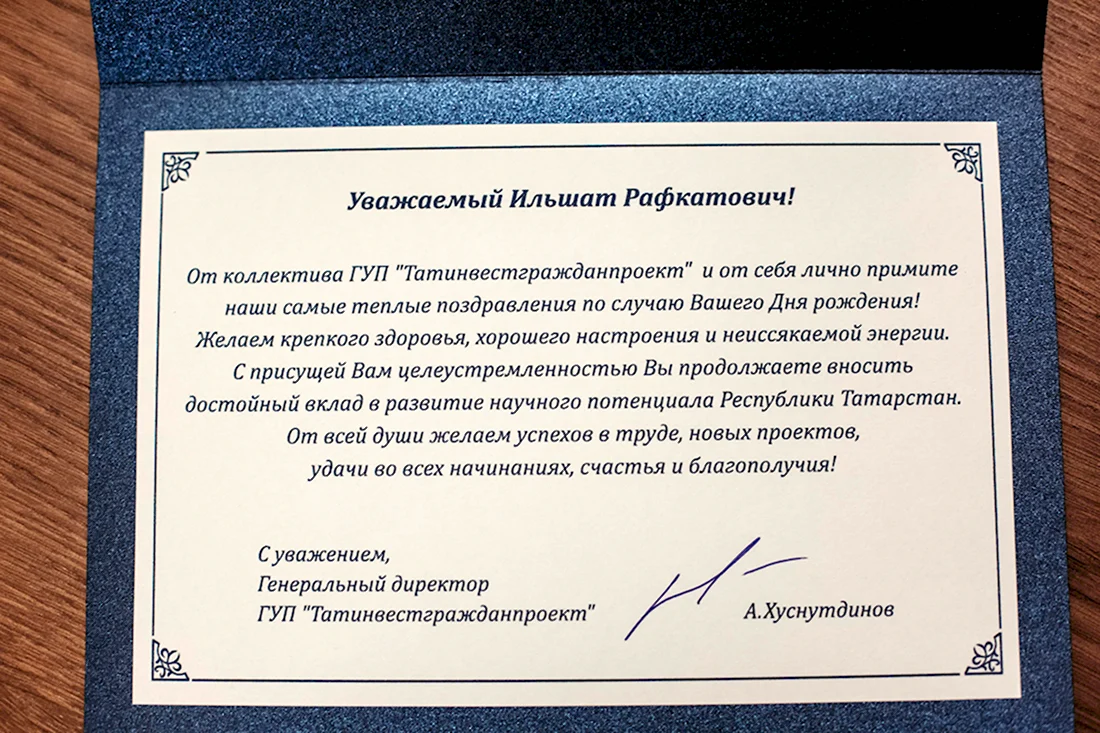 Уважаемый Ильшат Рафкатович!
От коллектива ГУП "Татинвестгражданпроект" и от себя лично примите
наши самые теплые поздравления по случаю Вашего Дня рождения!
Желаем крепкого здоровья, хорошего настроения и неиссякаемой энергии.
С присущей Вам целеустремленностью Вы продолжаете вносить
достойный вклад в развитие научного потенциала Республики Татарстан.
От всей души желаем успехов в труде, новых проектов,
удачи во всех начинаниях, счастья и благополучия!
С уважением,
Генеральный директор
ГУП "Татинвестгражданпроект" А.Хуснутдинов